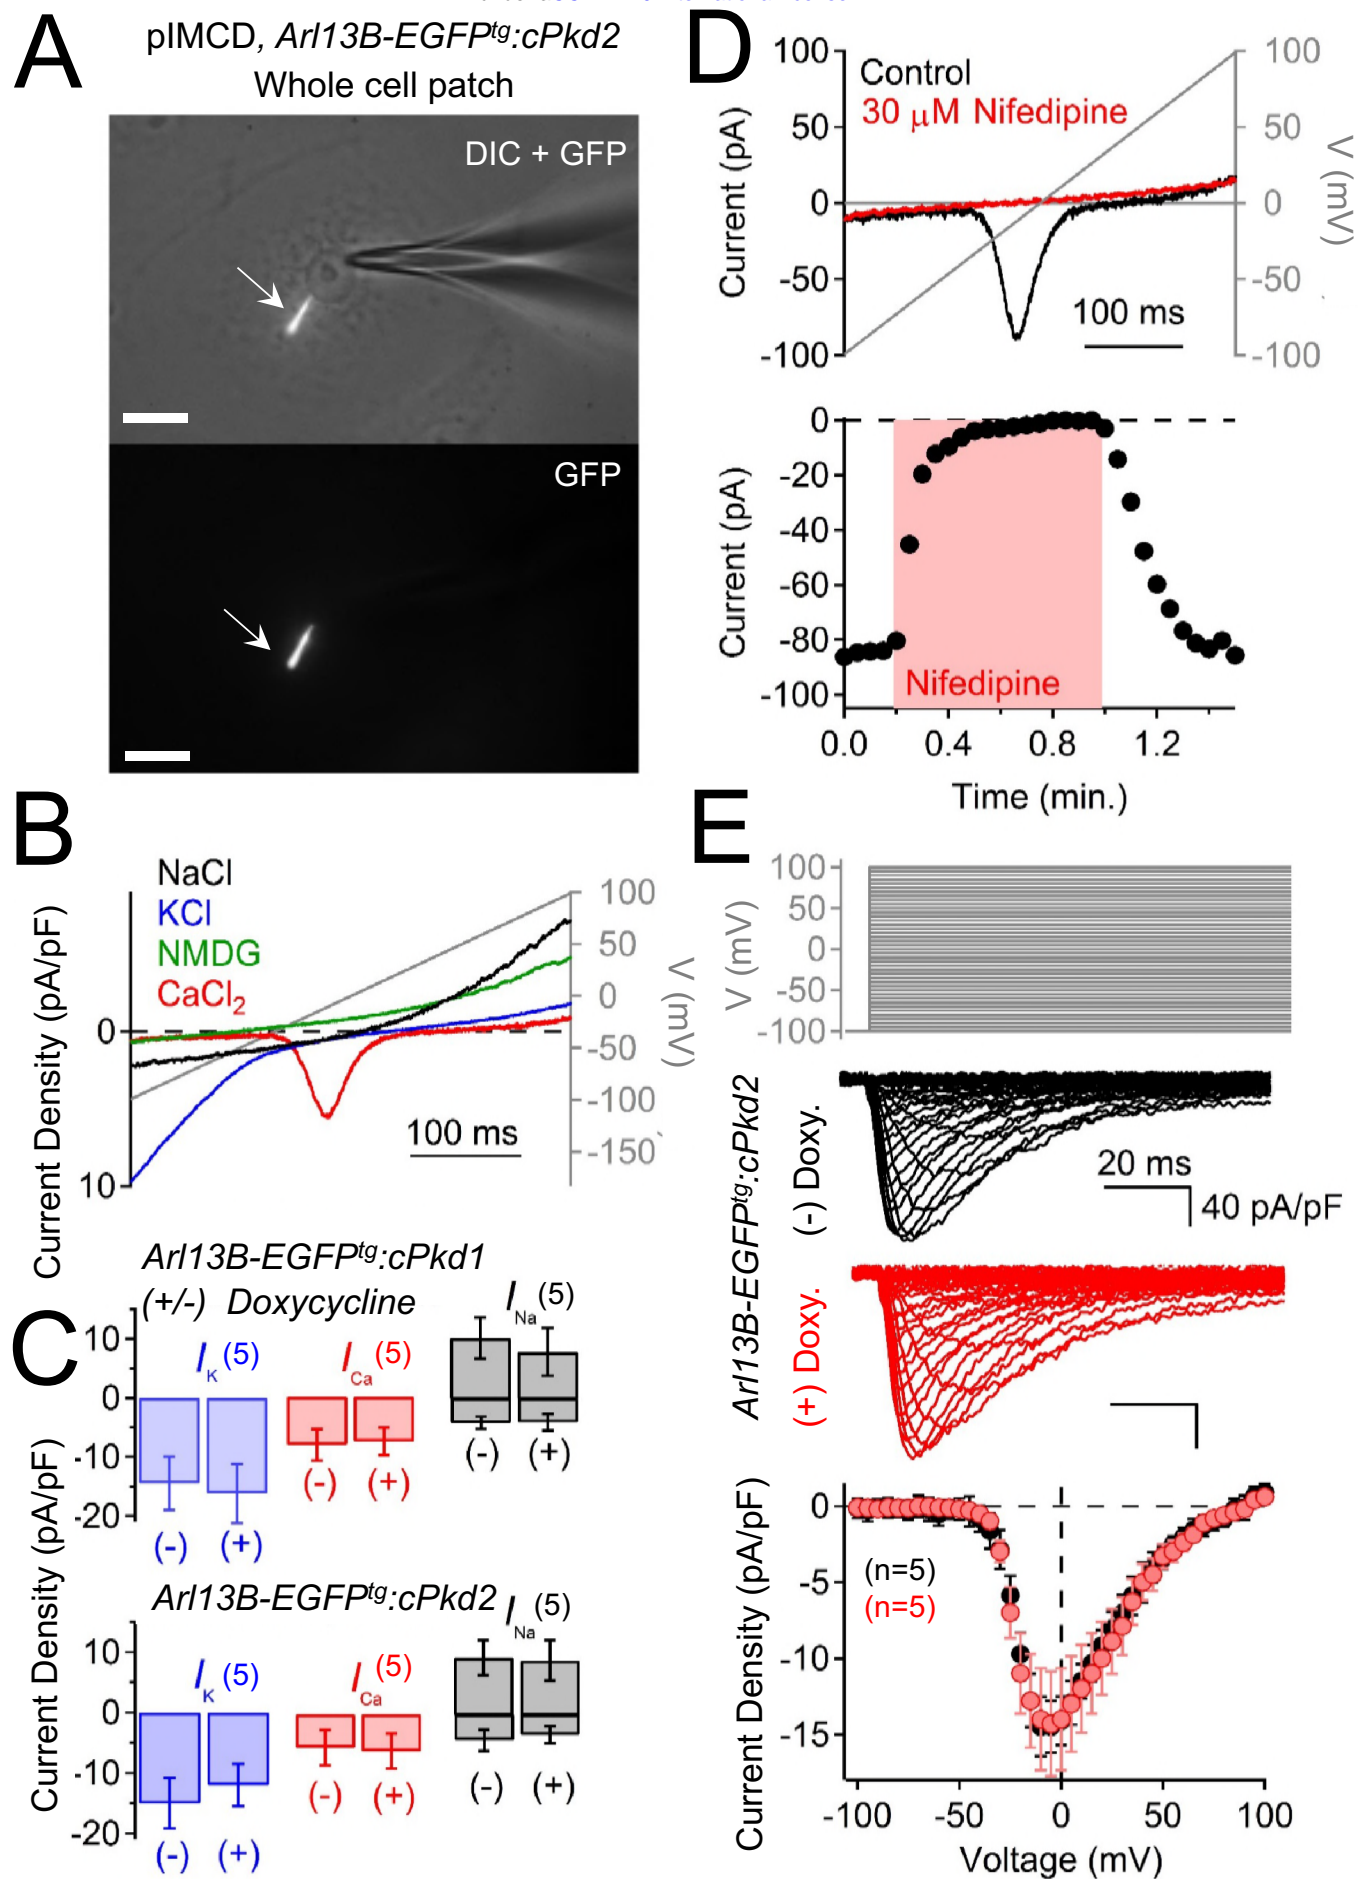 A
pIMCD, Arl13B-EGFPtg:cPkd2
Whole cell patch
DIC + GFP
GFP
B
NaCl
KCl
NMDG
CaCl2
Current Density (pA/pF)
0
10
100
50
0
-50
-100
-150
V (mV)
100 ms
C
Arl13B-EGFPtg:cPkd1
(+/-) Doxycycline
Current Density (pA/pF)
10
0
-10
-20
IK (5)
ICa (5)
INa (5)
(-)
(+)
(-)
(+)
(-)
(+)
Arl13B-EGFPtg:cPkd2
Current Density (pA/pF)
10
0
-10
-20
IK (5)
ICa (5)
INa (5)
(-)
(+)
(-)
(+)
(-)
(+)
D
Control
30 μM Nifedipine
Current (pA)
100
50
0
-50
-100
100
50
0
-50
-100
V (mV)
100 ms
Current (pA)
0
-20
-40
-60
-80
-100
Nifedipine
0.0
0.4
0.8
1.2
Time (min.)
E
V (mV)
100
50
0
-50
-100
Arl13B-EGFPtg:cPkd2
(-) Doxy.
20 ms
40 pA/pF
(+) Doxy.
Current Density (pA/pF)
0
-5
-10
-15
(n=5)
(n=5)
-100
-50
0
50
100
Voltage (mV)